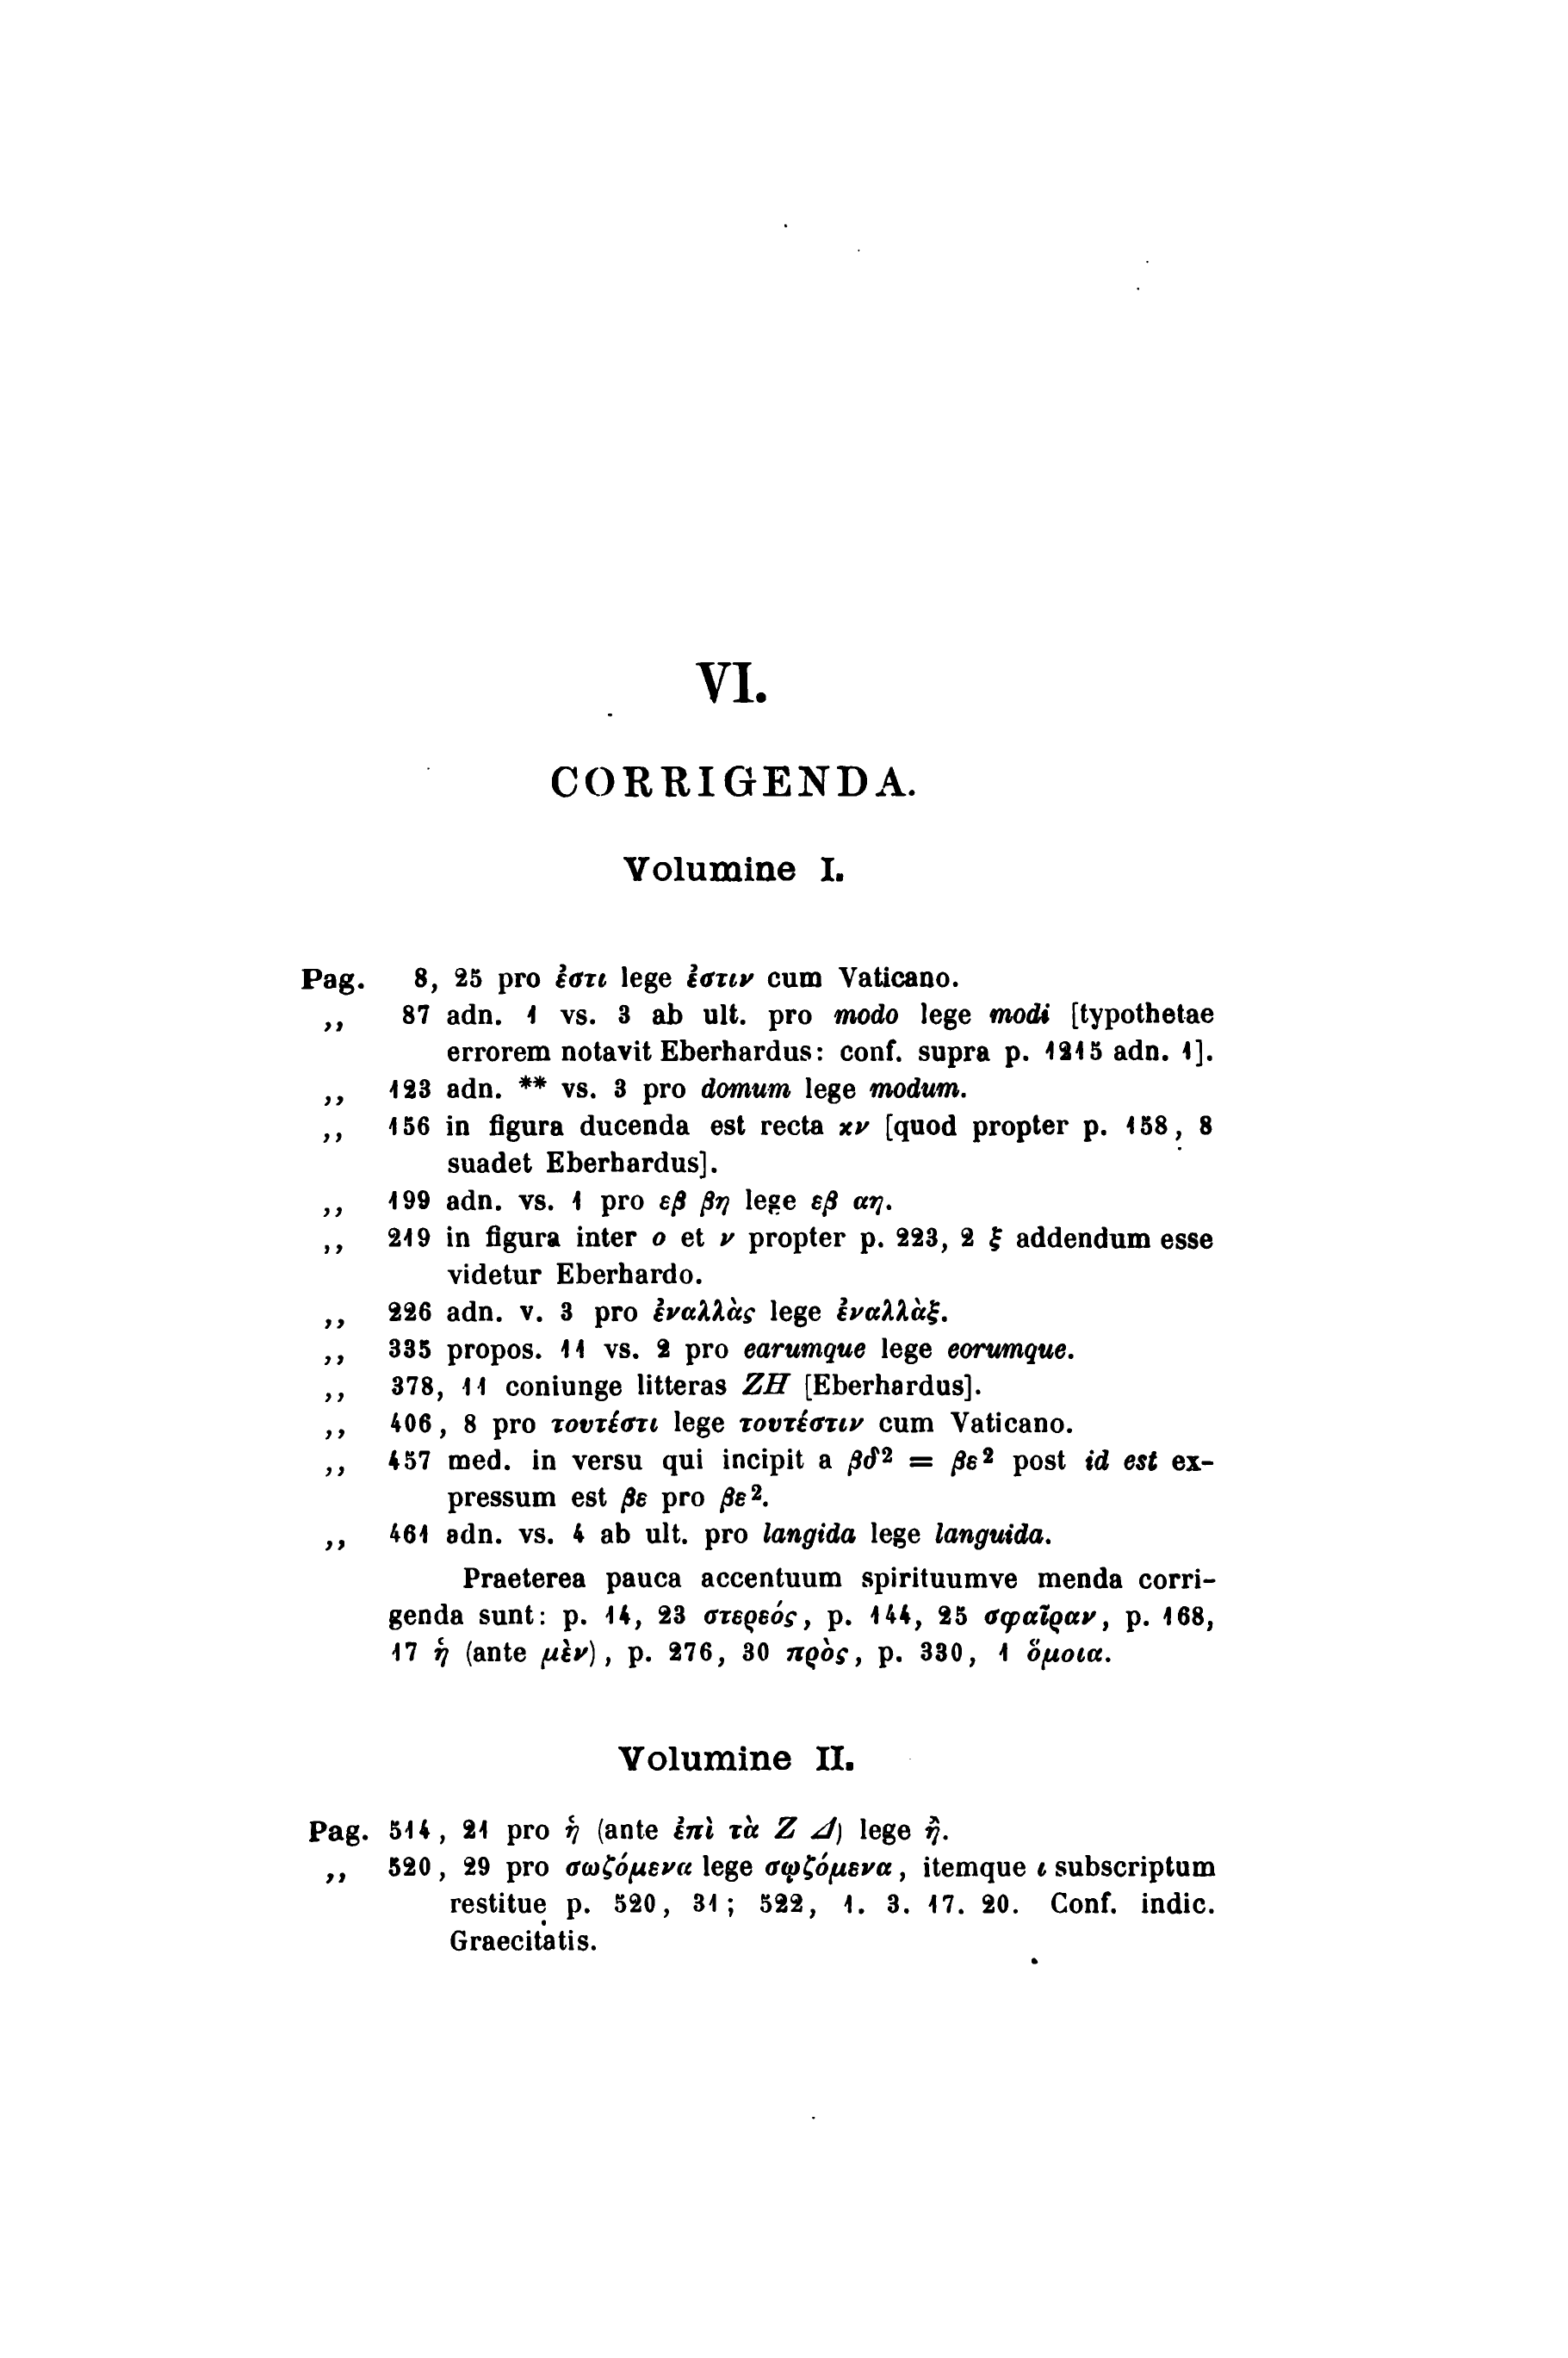 VI.
CORRIGENDA.
Volumine I.
Pag. 8, 25 pro ἐστι lege ἐστιν cum Vaticano.
,, 87 adn. 1 vs. 3 ab ult. pro modo lege modi [typothetae
errorem notavit Eberhardus: conf. supra p. 1215 adn. 1].
,, 123 adn. ** vs. 3 pro domum lege modum.
,, 156 in figura ducenda est recta κν [quod propter p. 158, 8
suadet Eberhardus].
,, 199 adn. vs. 1 pro εβ βη lege εβ αη.
,, 219 in figura inter ο et ν propter p. 223, 2 ξ addendum esse
videtur Eberhardo.
,, 226 adn. v. 3 pro ἐναλλὰς lege ἐναλλὰξ.
,, 335 propos. 11 vs. 2 pro earumque lege eorumque.
,, 378, 11 coniunge litteras ΖΗ [Eberhardus].
,, 406, 8 pro τουτέστι lege τουτέστιν cum Vaticano.
,, 457 med. in versu qui incipit a βδ² = βε² post id est ex-
pressum est βε pro βε².
,, 461 adn. vs. 4 ab ult. pro langida lege languida.
Praeterea pauca accentuum spirituumve menda corri-
genda sunt: p. 14, 23 στερεός, p. 144, 25 σφαῖραν, p. 168,
17 ἡ (ante μὲν), p. 276, 30 πρὸς, p. 330, 1 ὅμοια.
Volumine II.
Pag. 514, 21 pro ἡ (ante ἐπὶ τὰ Ζ Δ) lege ἢ.
,, 520, 29 pro σωζόμενα lege σῳζόμενα, itemque ι subscriptum
restitue p. 520, 31; 522, 1. 3. 17. 20. Conf. indic.
Graecitatis.